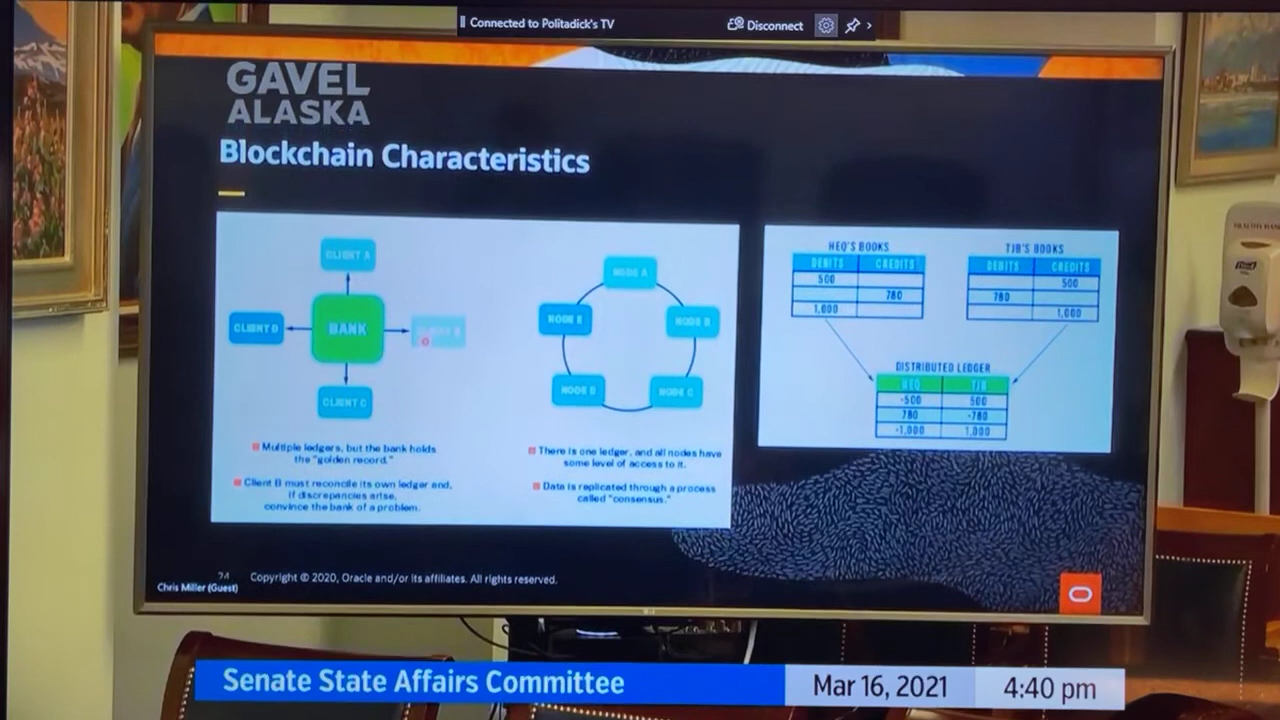 Connected to Politadick's TV
Disconnect
GAVEL
ALASKA
Blockchain Characteristics
CLIENT A
CLIENT D
BANK
CLIENT C
NODE A
NODE E
NODE B
NODE D
NODE C
Multiple ledgers, but the bank holds
the "golden record."
Client B must reconcile its own ledger and,
if discrepancies arise,
convince the bank of a problem.
There is one ledger, and all nodes have
some level of access to it.
Data is replicated through a process
called "consensus."
HEQ'S BOOKS
DEBITS CREDITS
500
780
1,000
TJB'S BOOKS
DEBITS CREDITS
500
780
1,000
DISTRIBUTED LEDGER
HEQ TJB
-500 500
780 -780
-1,000 1,000
24 Copyright © 2020, Oracle and/or its affiliates. All rights reserved.
Chris Miller (Guest)
Senate State Affairs Committee
Mar 16, 2021
4:40 pm